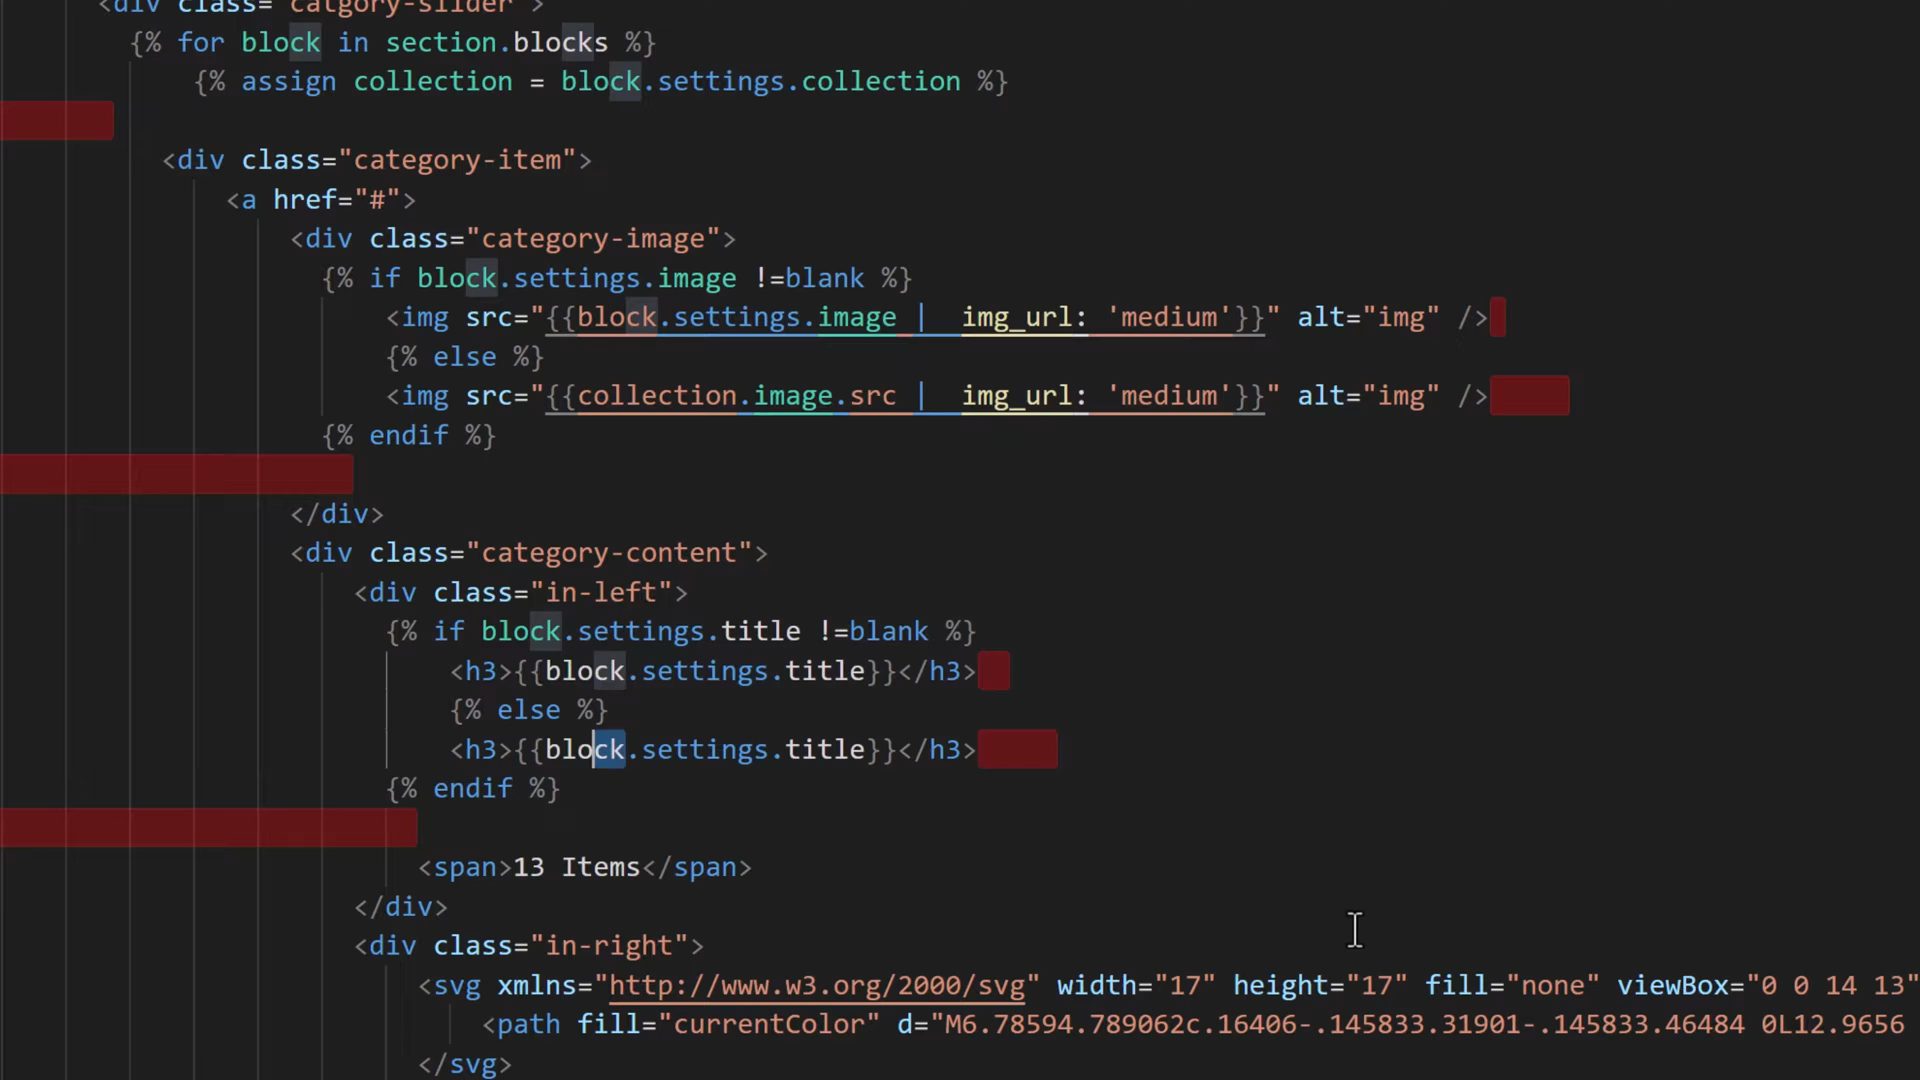 <div class="catgory-slider">
{% for block in section.blocks %}
{% assign collection = block.settings.collection %}
<div class="category-item">
<a href="#">
<div class="category-image">
{% if block.settings.image !=blank %}
<img src="{{block.settings.image |  img_url: 'medium'}}" alt="img" />
{% else %}
<img src="{{collection.image.src |  img_url: 'medium'}}" alt="img" />
{% endif %}
</div>
<div class="category-content">
<div class="in-left">
{% if block.settings.title !=blank %}
<h3>{{block.settings.title}}</h3>
{% else %}
<h3>{{block.settings.title}}</h3>
{% endif %}
<span>13 Items</span>
</div>
<div class="in-right">
<svg xmlns="http://www.w3.org/2000/svg" width="17" height="17" fill="none" viewBox="0 0 14 13"
<path fill="currentColor" d="M6.78594.789062c.16406-.145833.31901-.145833.46484 0L12.9656
</svg>